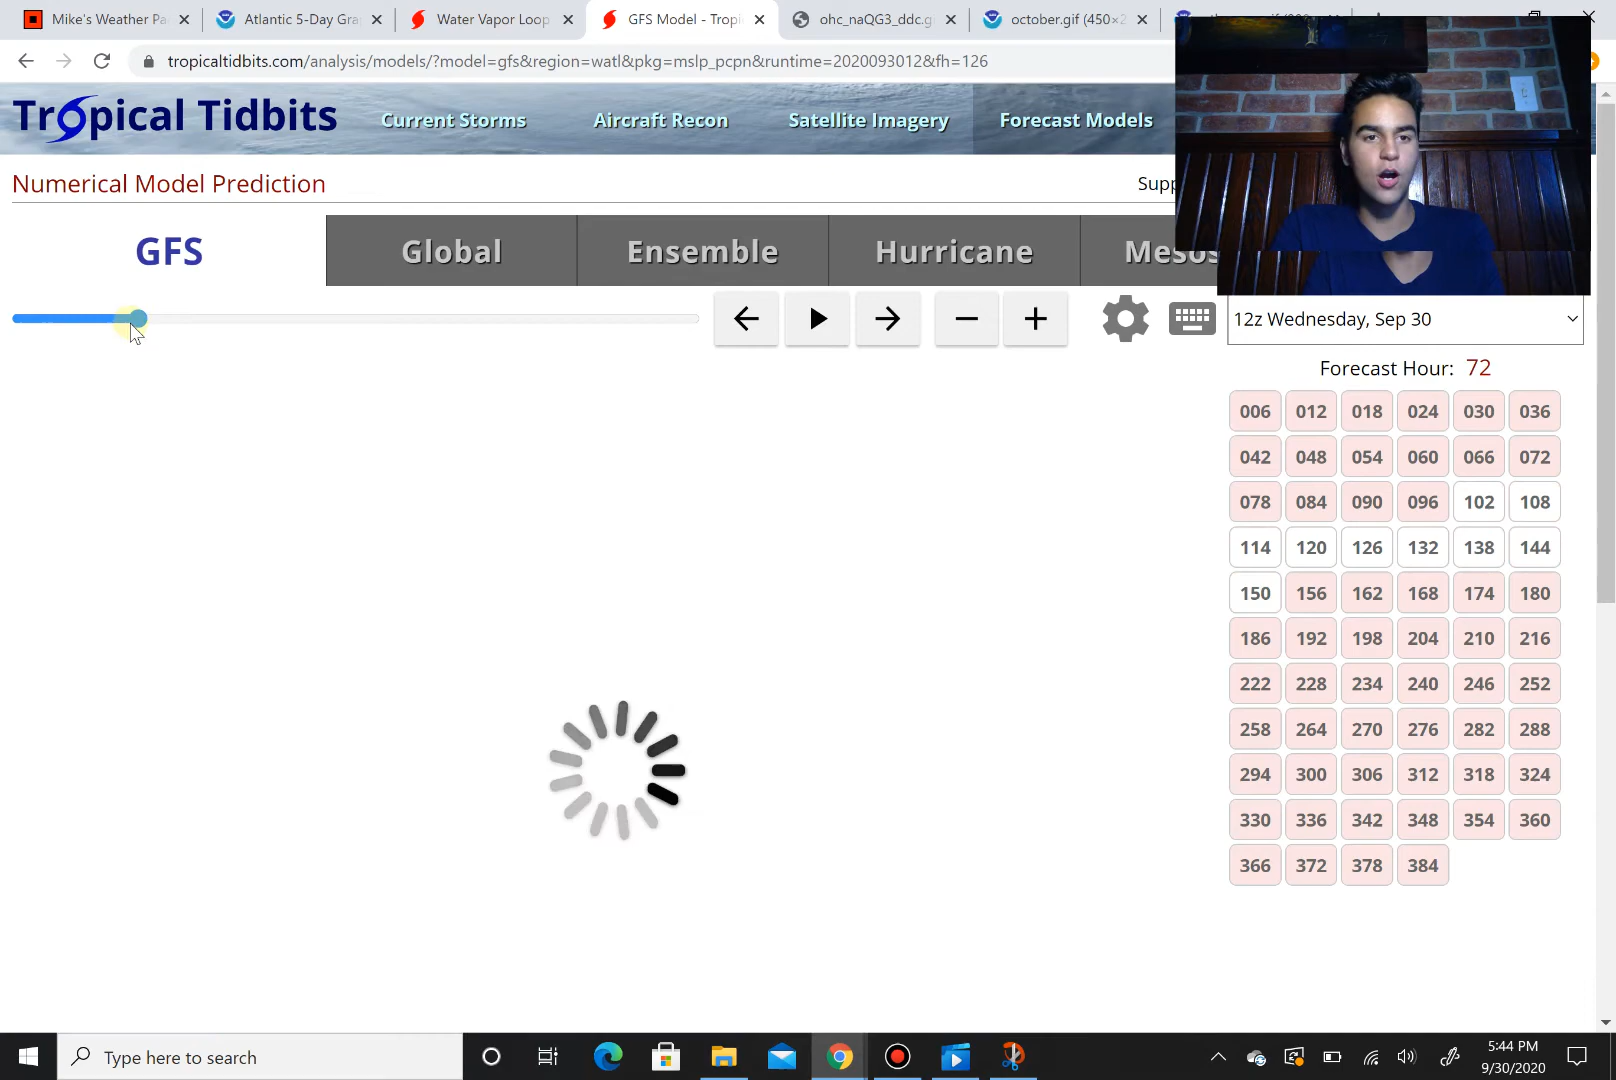 Mike's Weather Pa
Atlantic 5-Day Gra
Water Vapor Loop
GFS Model - Tropi
ohc_naQG3_ddc.g
october.gif (450×2
tropicaltidbits.com/analysis/models/?model=gfs&region=watl&pkg=mslp_pcpn&runtime=2020093012&fh=126
Tropical Tidbits
Current Storms
Aircraft Recon
Satellite Imagery
Forecast Models
Numerical Model Prediction
Supp
GFS
Global
Ensemble
Hurricane
Mesos
12z Wednesday, Sep 30
Forecast Hour: 72
006 012 018 024 030 036
042 048 054 060 066 072
078 084 090 096 102 108
114 120 126 132 138 144
150 156 162 168 174 180
186 192 198 204 210 216
222 228 234 240 246 252
258 264 270 276 282 288
294 300 306 312 318 324
330 336 342 348 354 360
366 372 378 384
Type here to search
5:44 PM
9/30/2020